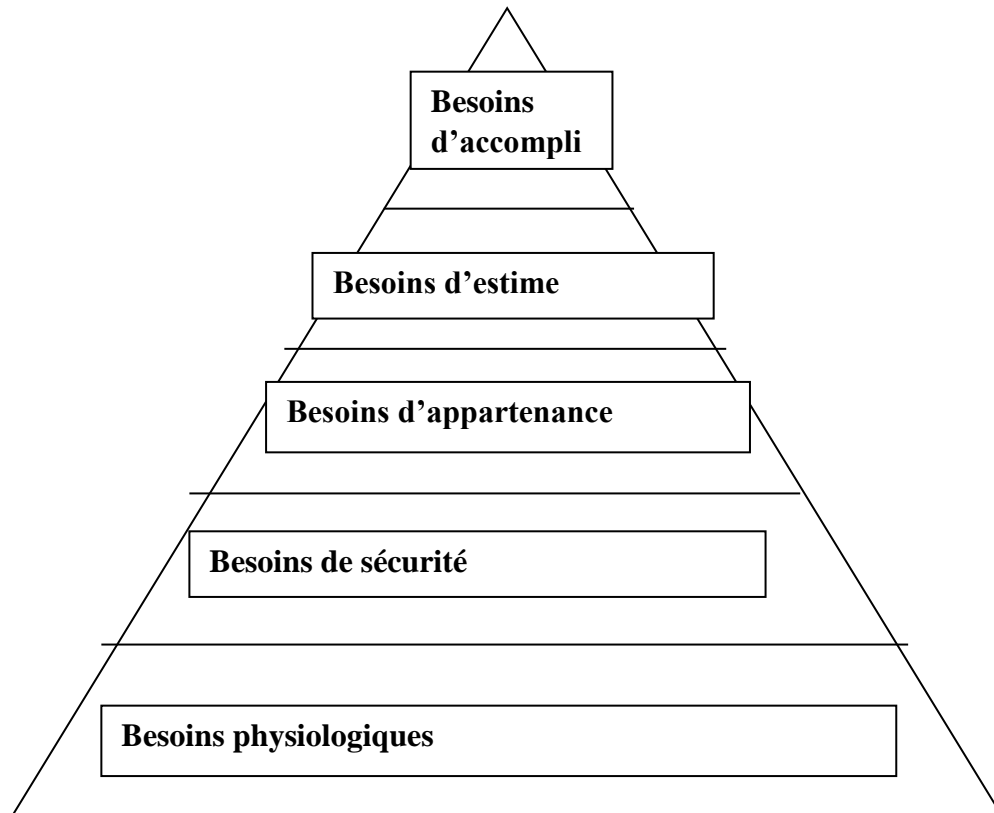 Besoins
d’accompli
Besoins d’estime
Besoins d’appartenance
Besoins de sécurité
Besoins physiologiques